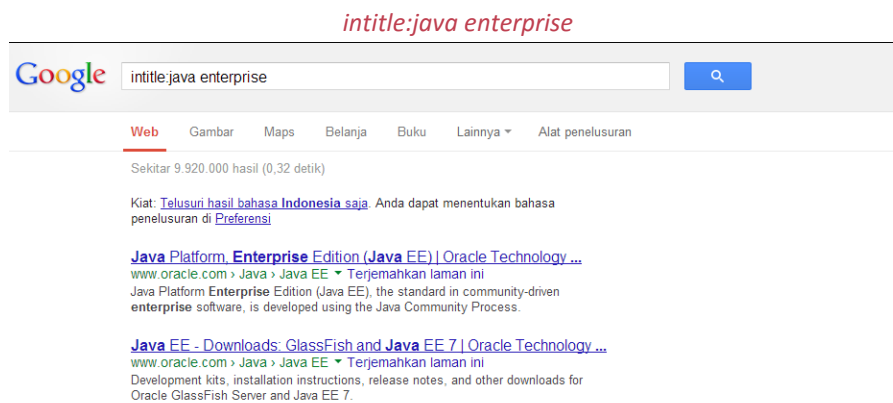 intitle:java enterprise
Google intitle:java enterprise
Web Gambar Maps Belanja Buku Lainnya Alat penelusuran
Sekitar 9.920.000 hasil (0,32 detik)
Kiat: Telusuri hasil bahasa Indonesia saja. Anda dapat menentukan bahasa
penelusuran di Preferensi
Java Platform, Enterprise Edition (Java EE) | Oracle Technology ...
www.oracle.com › Java › Java EE Terjemahkan laman ini
Java Platform Enterprise Edition (Java EE), the standard in community-driven
enterprise software, is developed using the Java Community Process.
Java EE - Downloads: GlassFish and Java EE 7 | Oracle Technology ...
www.oracle.com › Java › Java EE Terjemahkan laman ini
Development kits, installation instructions, release notes, and other downloads for
Oracle GlassFish Server and Java EE 7.